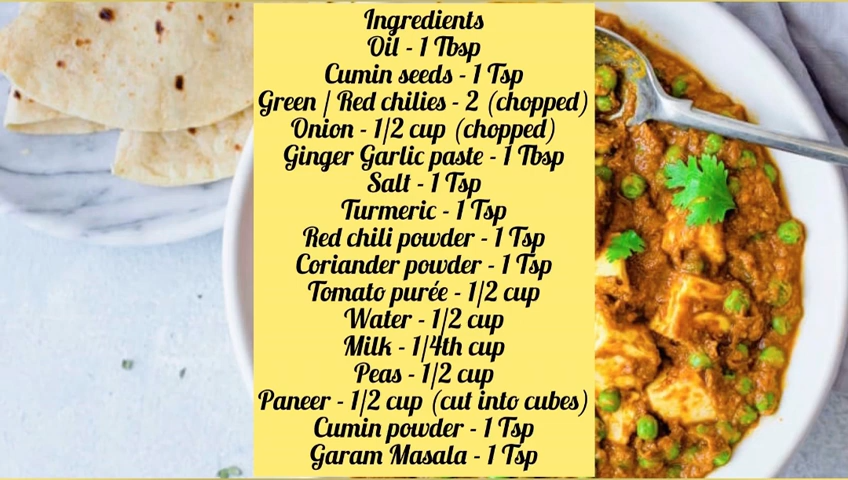 Ingredients
Oil - 1 Tbsp
Cumin seeds - 1 Tsp
Green / Red chilies - 2 (chopped)
Onion - 1/2 cup (chopped)
Ginger Garlic paste - 1 Tbsp
Salt - 1 Tsp
Turmeric - 1 Tsp
Red chili powder - 1 Tsp
Coriander powder - 1 Tsp
Tomato purée - 1/2 cup
Water - 1/2 cup
Milk - 1/4th cup
Peas - 1/2 cup
Paneer - 1/2 cup (cut into cubes)
Cumin powder - 1 Tsp
Garam Masala - 1 Tsp